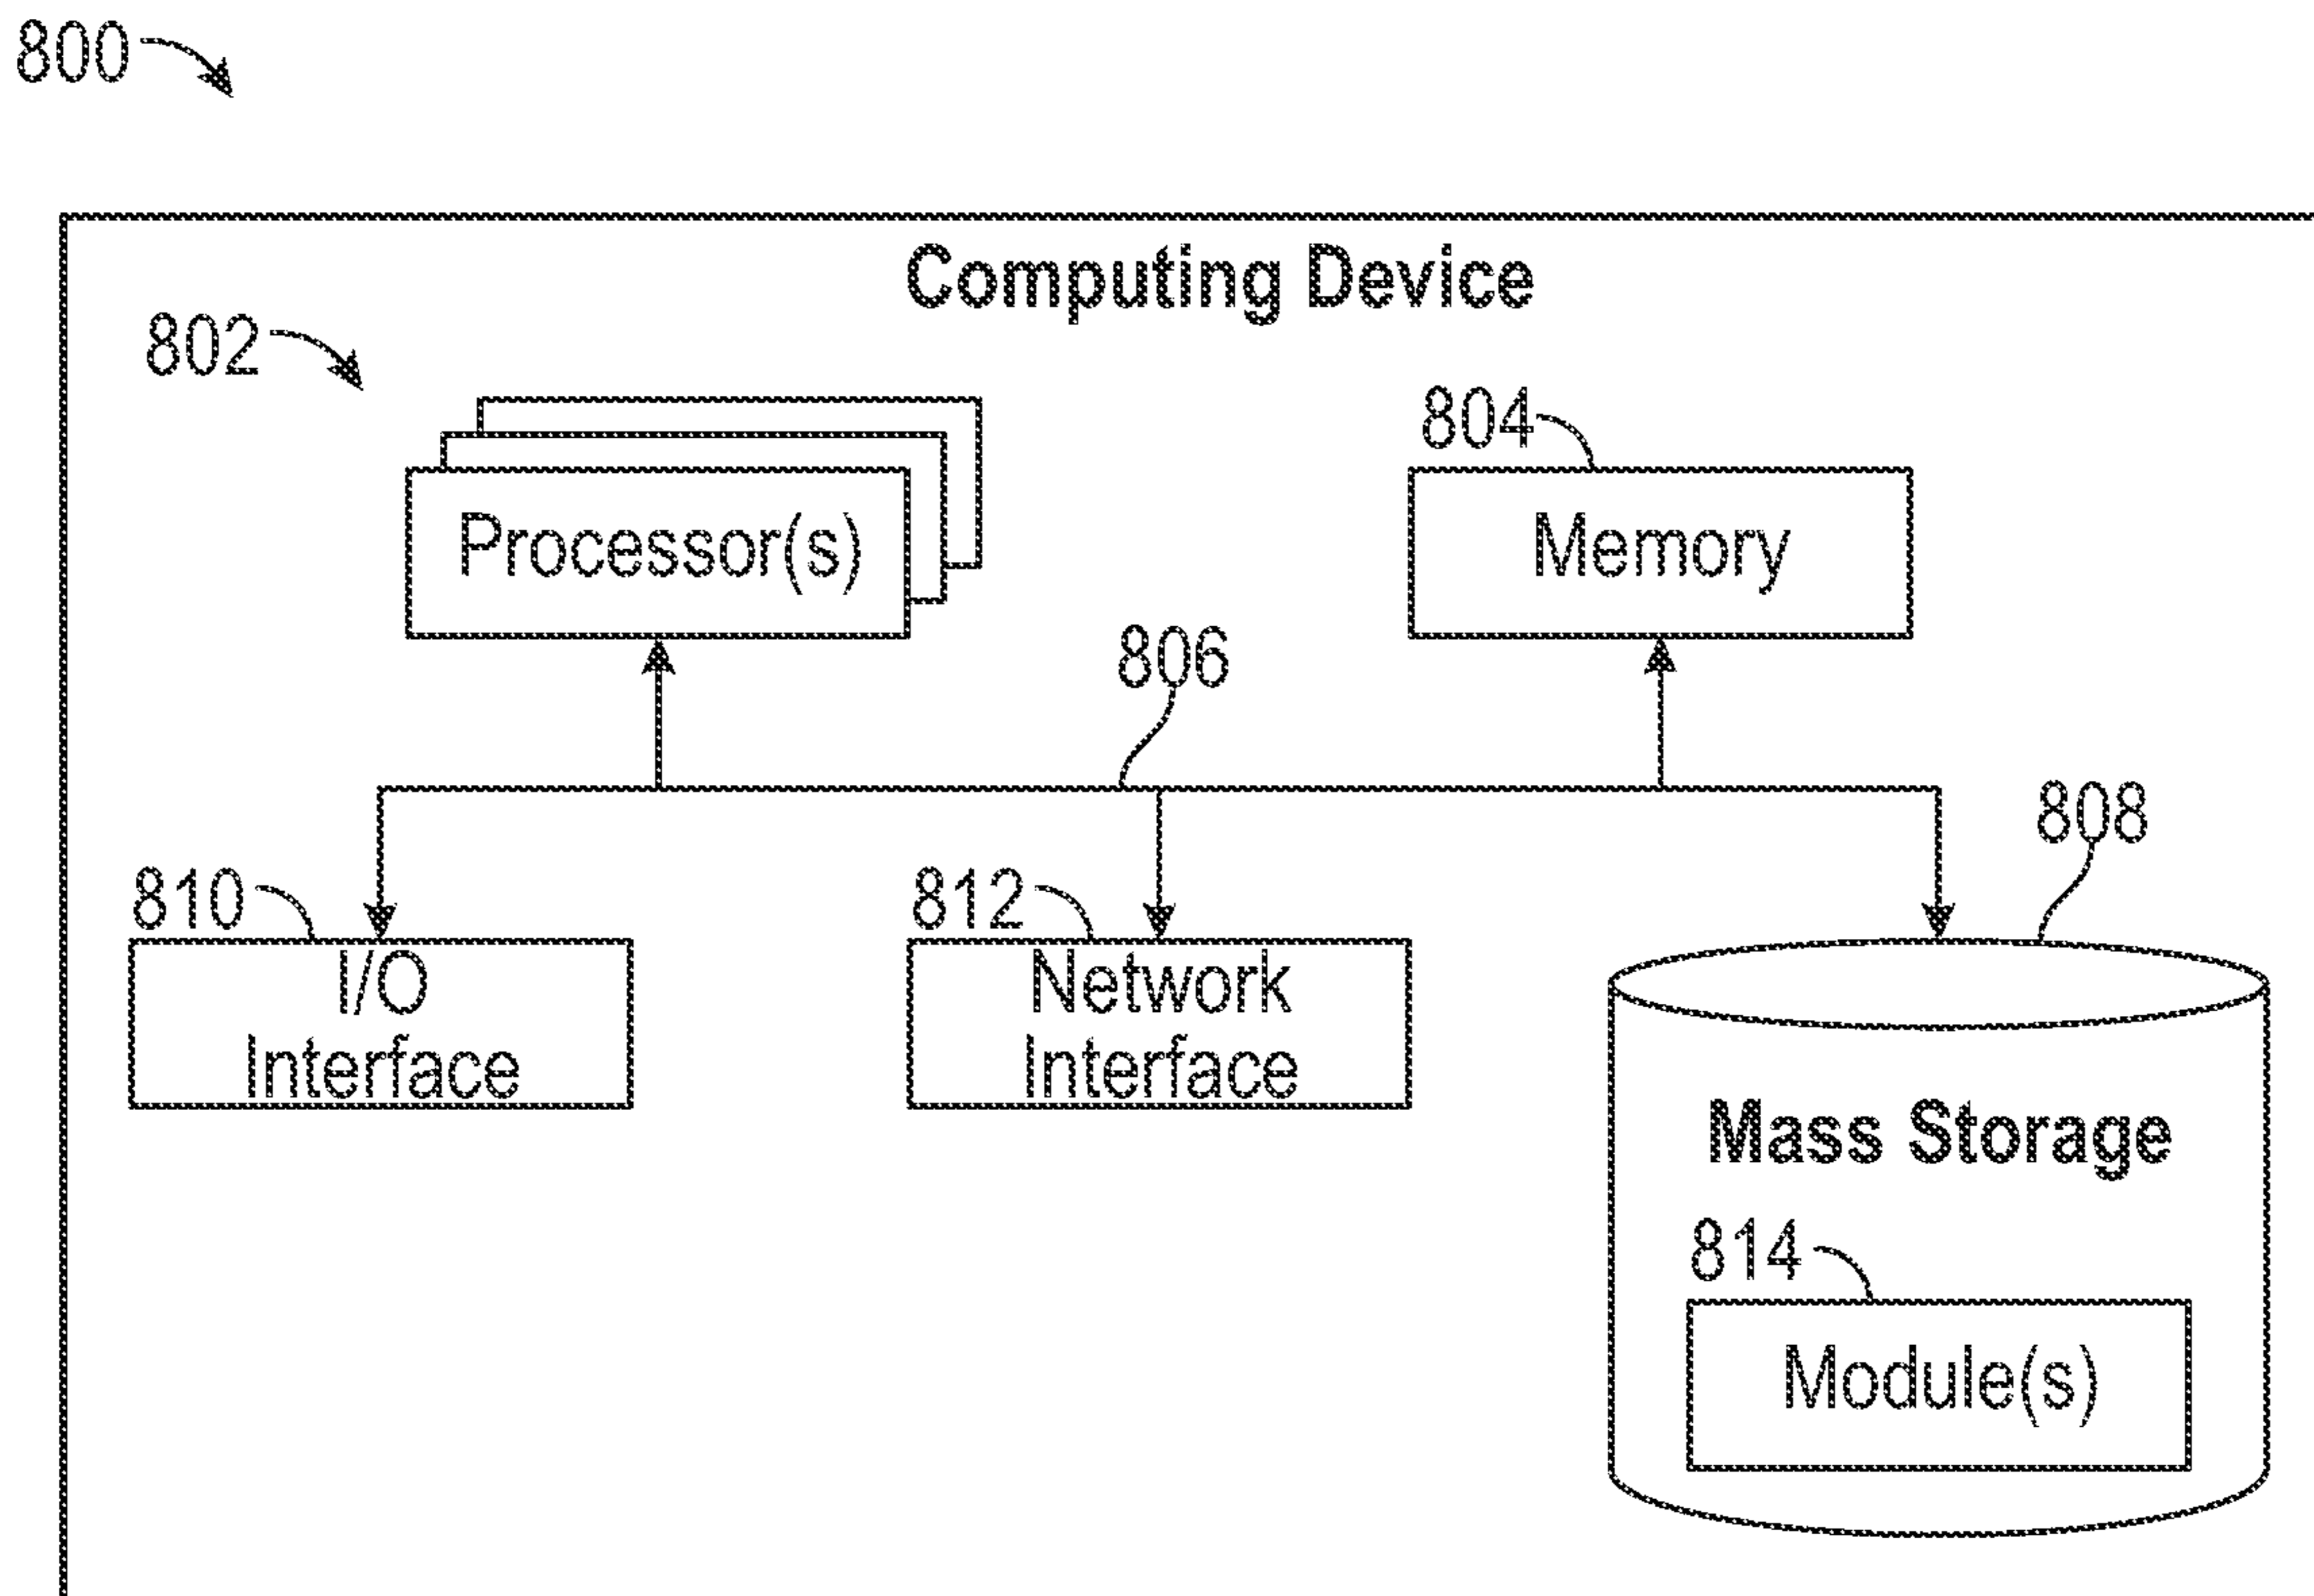 800
Computing Device
802
804
Processor(s)
Memory
806
808
810
812
I/O
Interface
Network
Interface
Mass Storage
814
Module(s)